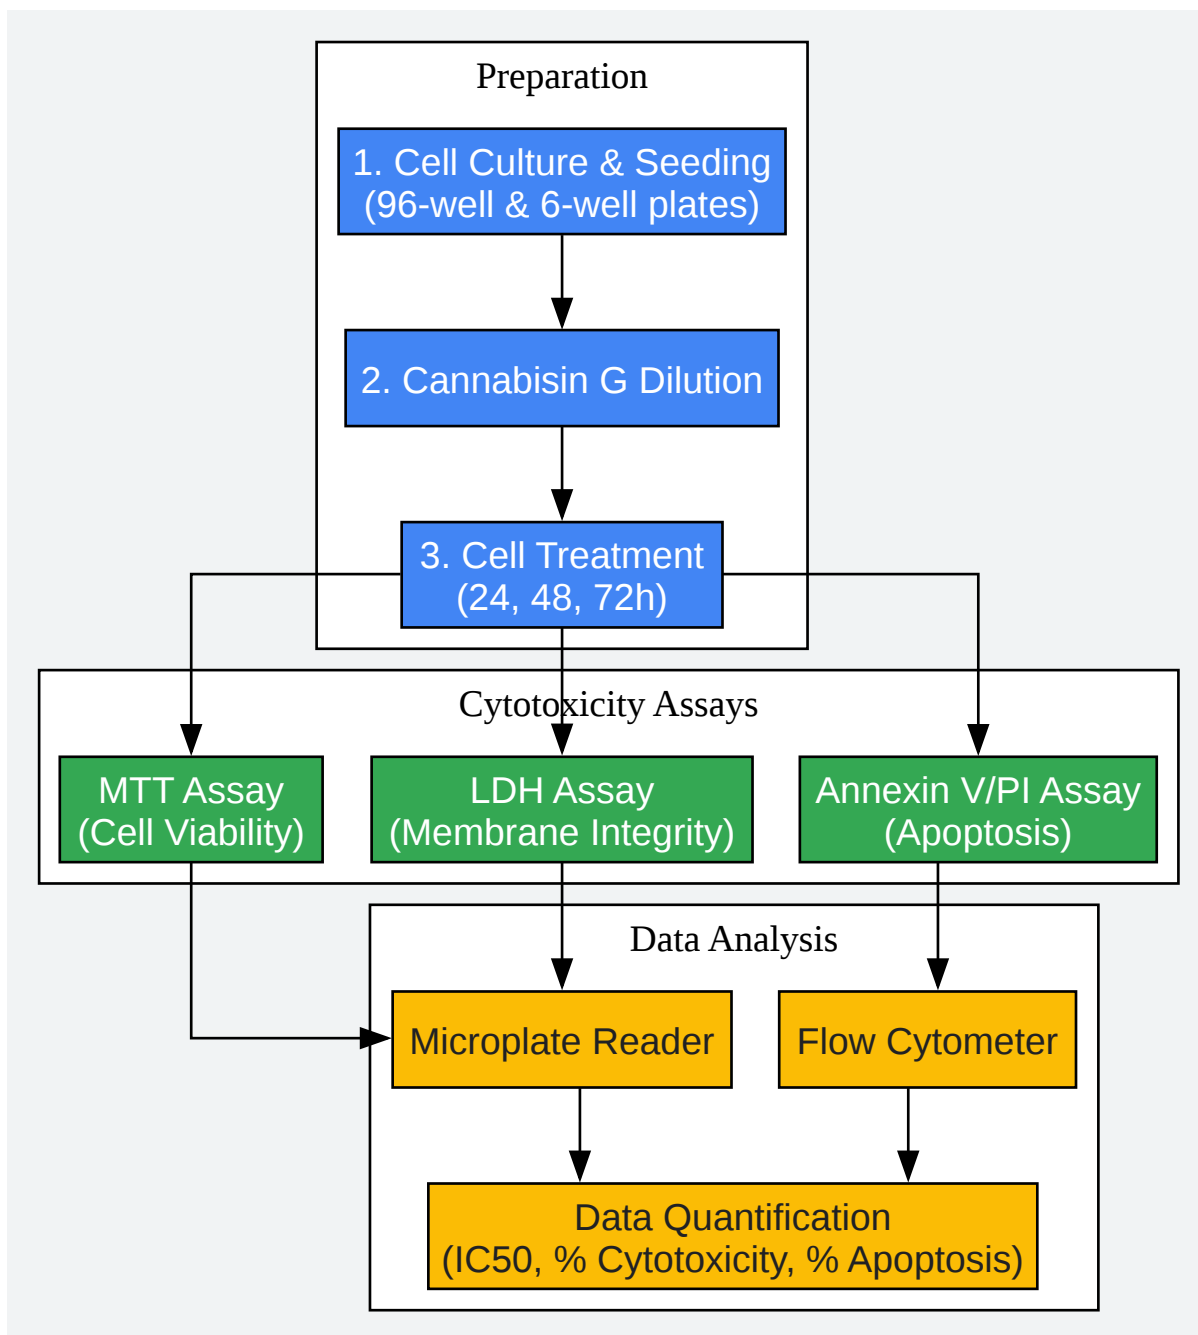 Preparation
1. Cell Culture & Seeding
(96-well & 6-well plates)
2. Cannabisin G Dilution
3. Cell Treatment
(24, 48, 72h)
Cytotoxicity Assays
MTT Assay
(Cell Viability)
LDH Assay
(Membrane Integrity)
Annexin V/PI Assay
(Apoptosis)
Data Analysis
Microplate Reader
Flow Cytometer
Data Quantification
(IC50, % Cytotoxicity, % Apoptosis)